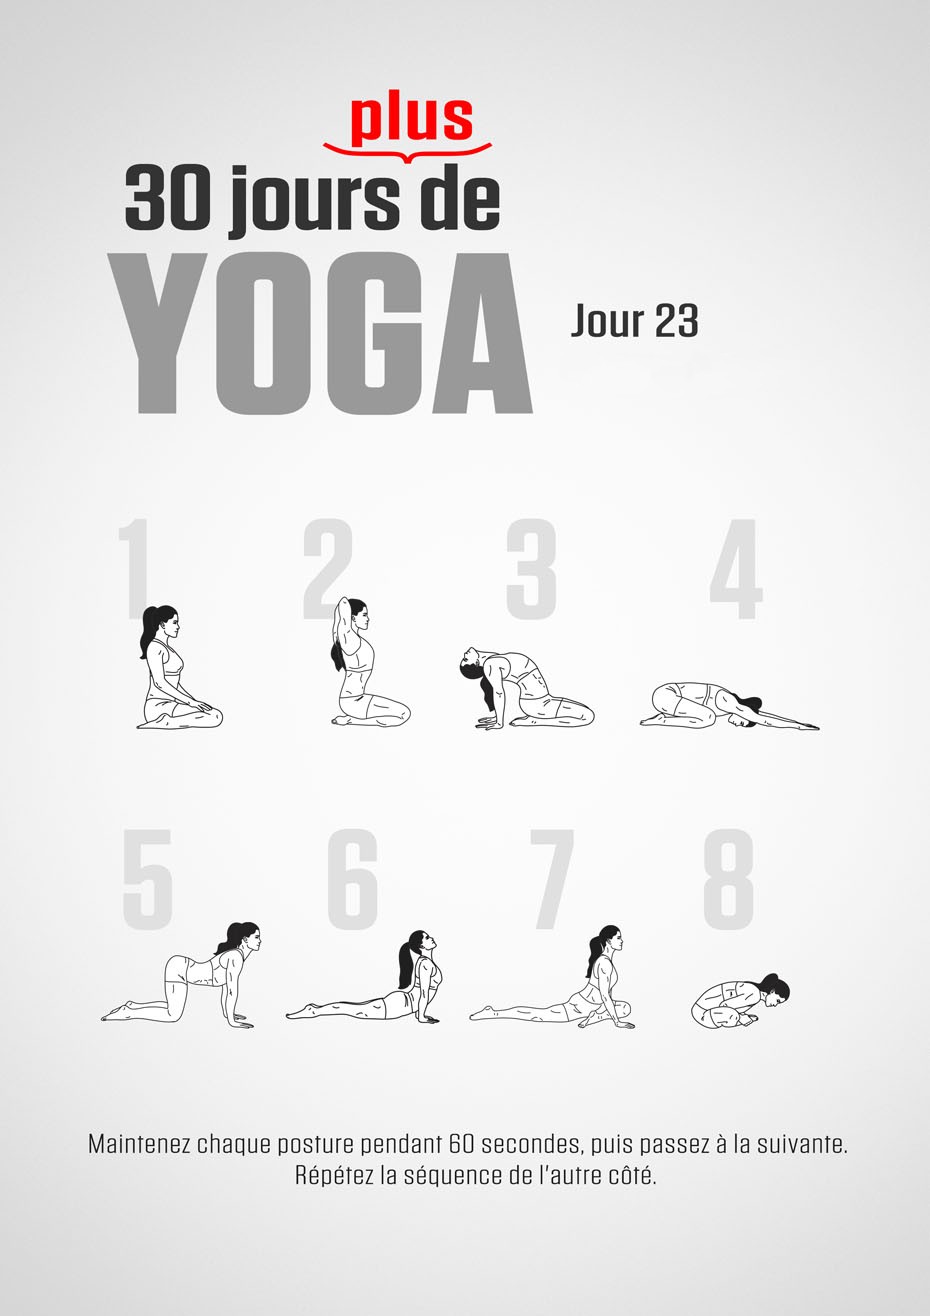 plus
30 jours de
YOGA
Jour 23
1 2 3 4
5 6 7 8
Maintenez chaque posture pendant 60 secondes, puis passez à la suivante.
Répétez la séquence de l'autre côté.